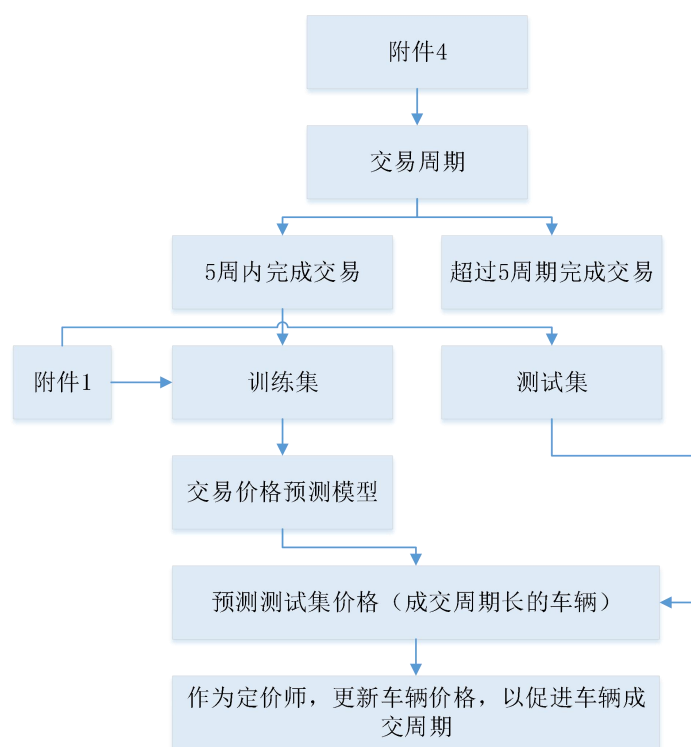 附件4
交易周期
5周内完成交易
超过5周期完成交易
附件1
训练集
测试集
交易价格预测模型
预测测试集价格（成交周期长的车辆）
作为定价师，更新车辆价格，以促进车辆成
交周期